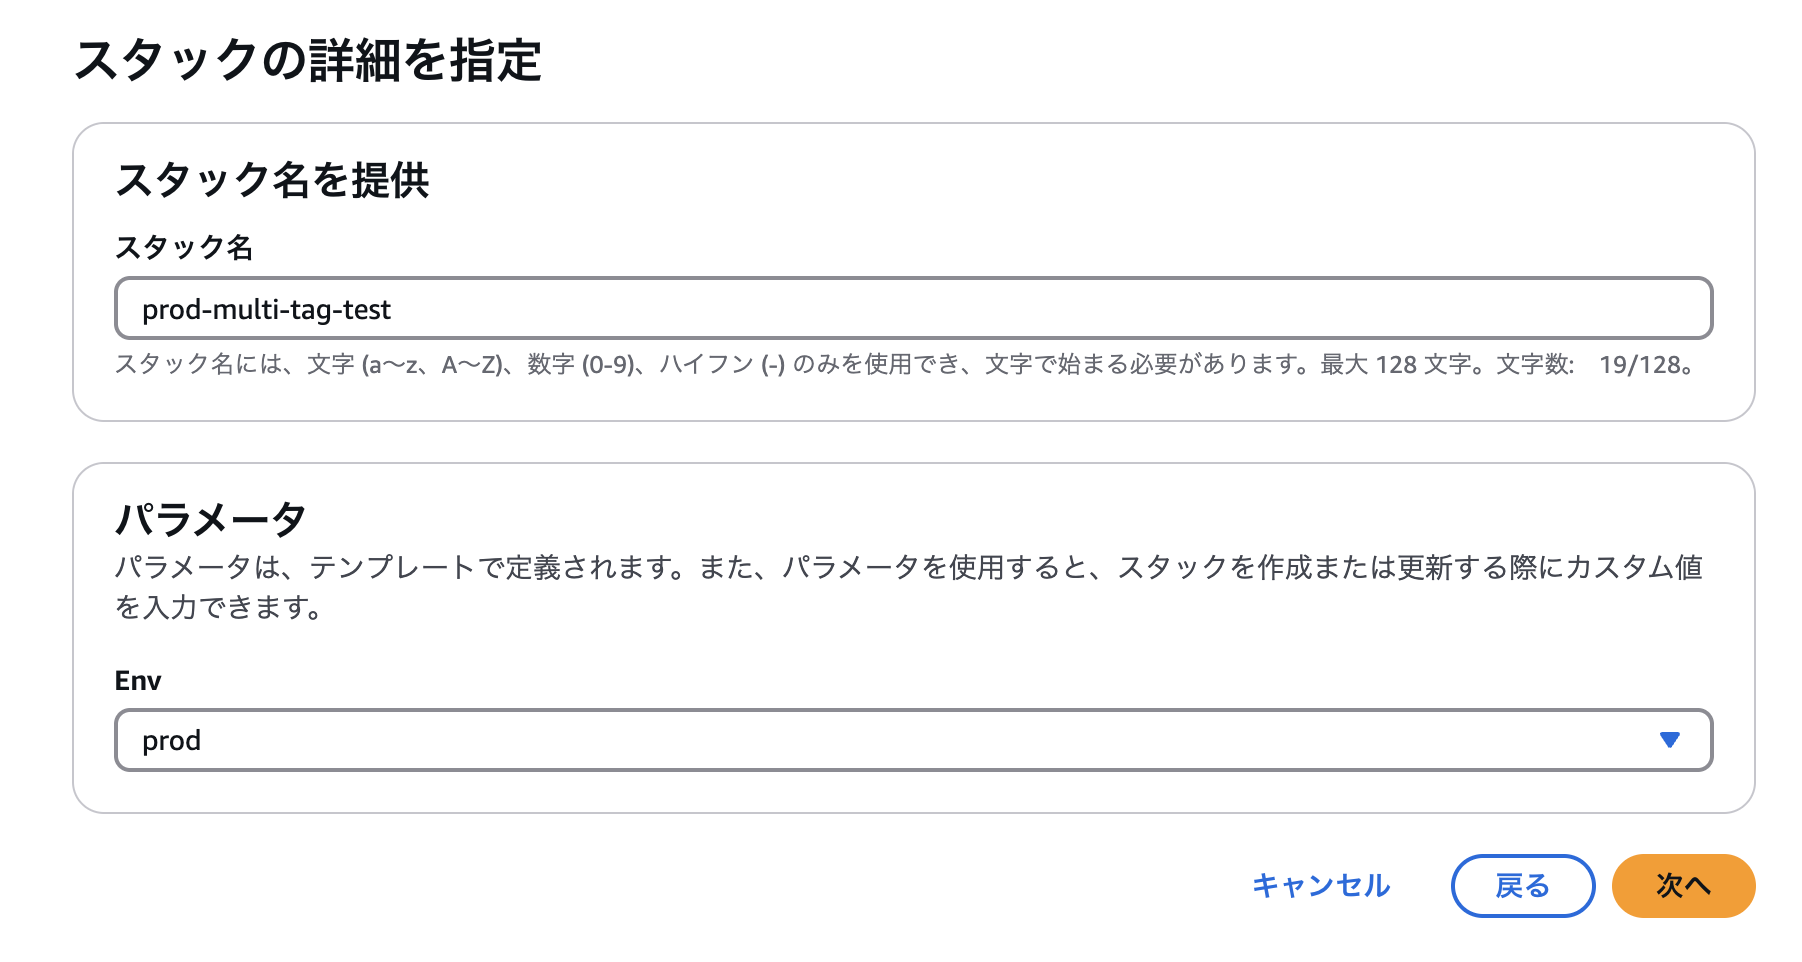 スタックの詳細を指定
スタック名を提供
スタック名
prod-multi-tag-test
スタック名には、文字 (a〜z、A〜Z)、数字 (0-9)、ハイフン (-) のみを使用でき、文字で始まる必要があります。最大 128 文字。文字数: 19/128。
パラメータ
パラメータは、テンプレートで定義されます。また、パラメータを使用すると、スタックを作成または更新する際にカスタム値
を入力できます。
Env
prod
キャンセル 戻る 次へ